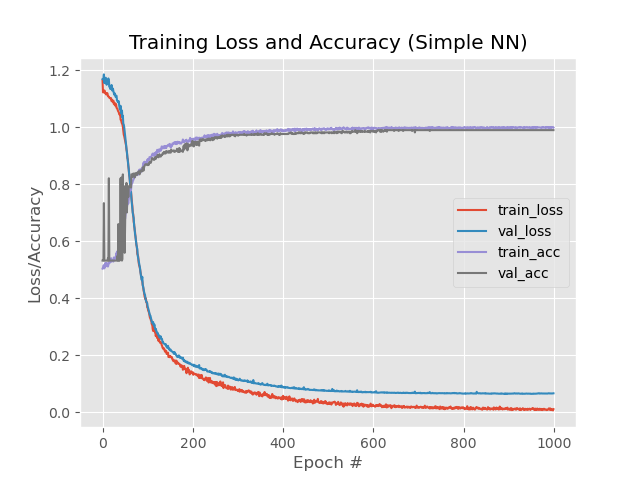 Training Loss and Accuracy (Simple NN)
1.2
1.0
0.8
0.6
0.4
0.2
0.0
Loss/Accuracy
train_loss
val_loss
train_acc
val_acc
0 200 400 600 800 1000
Epoch #